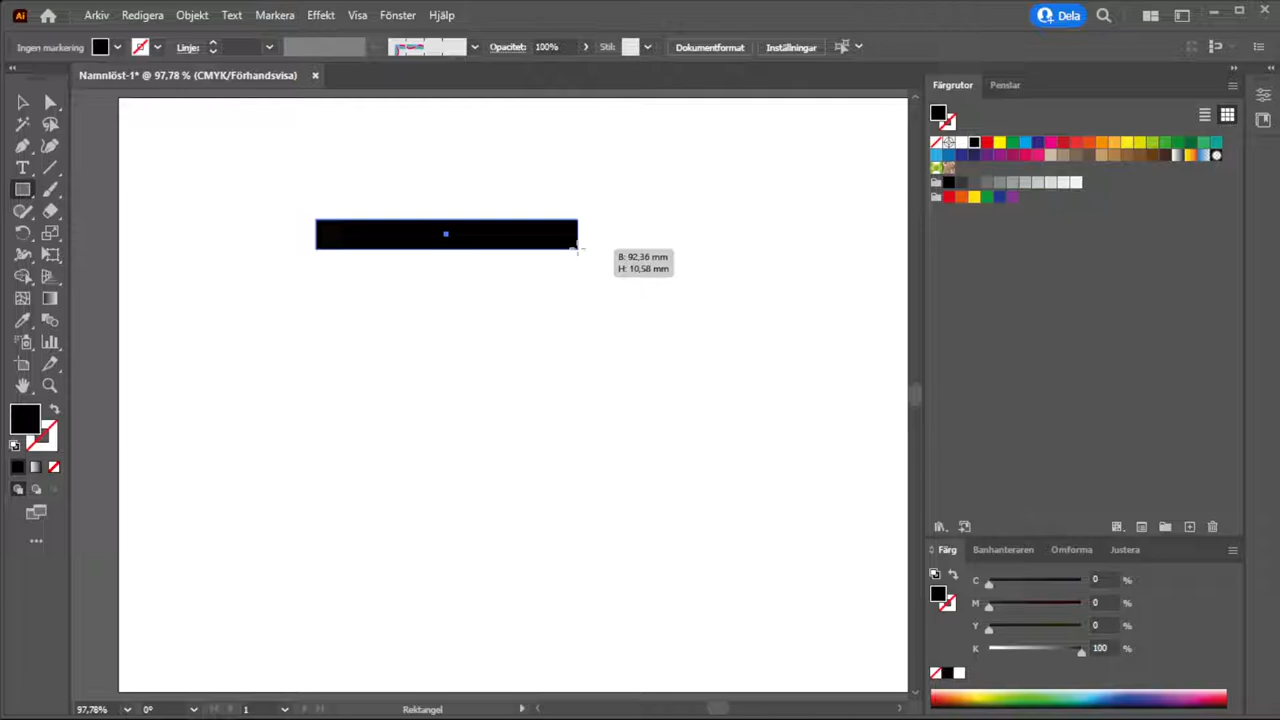 Ai Arkiv Redigera Objekt Text Markera Effekt Visa Fönster Hjälp Dela
Ingen markering Linje: Opacitet: 100% Stil: Dokumentformat Inställningar
Namnlöst-1* @ 97,78 % (CMYK/Förhandsvisa)
Färgrutor Penslar
B: 92,36 mm
H: 10,58 mm
Färg Banhanteraren Omforma Justera
C 0 %
M 0 %
Y 0 %
K 100 %
97,78% 0° 1 Rektangel